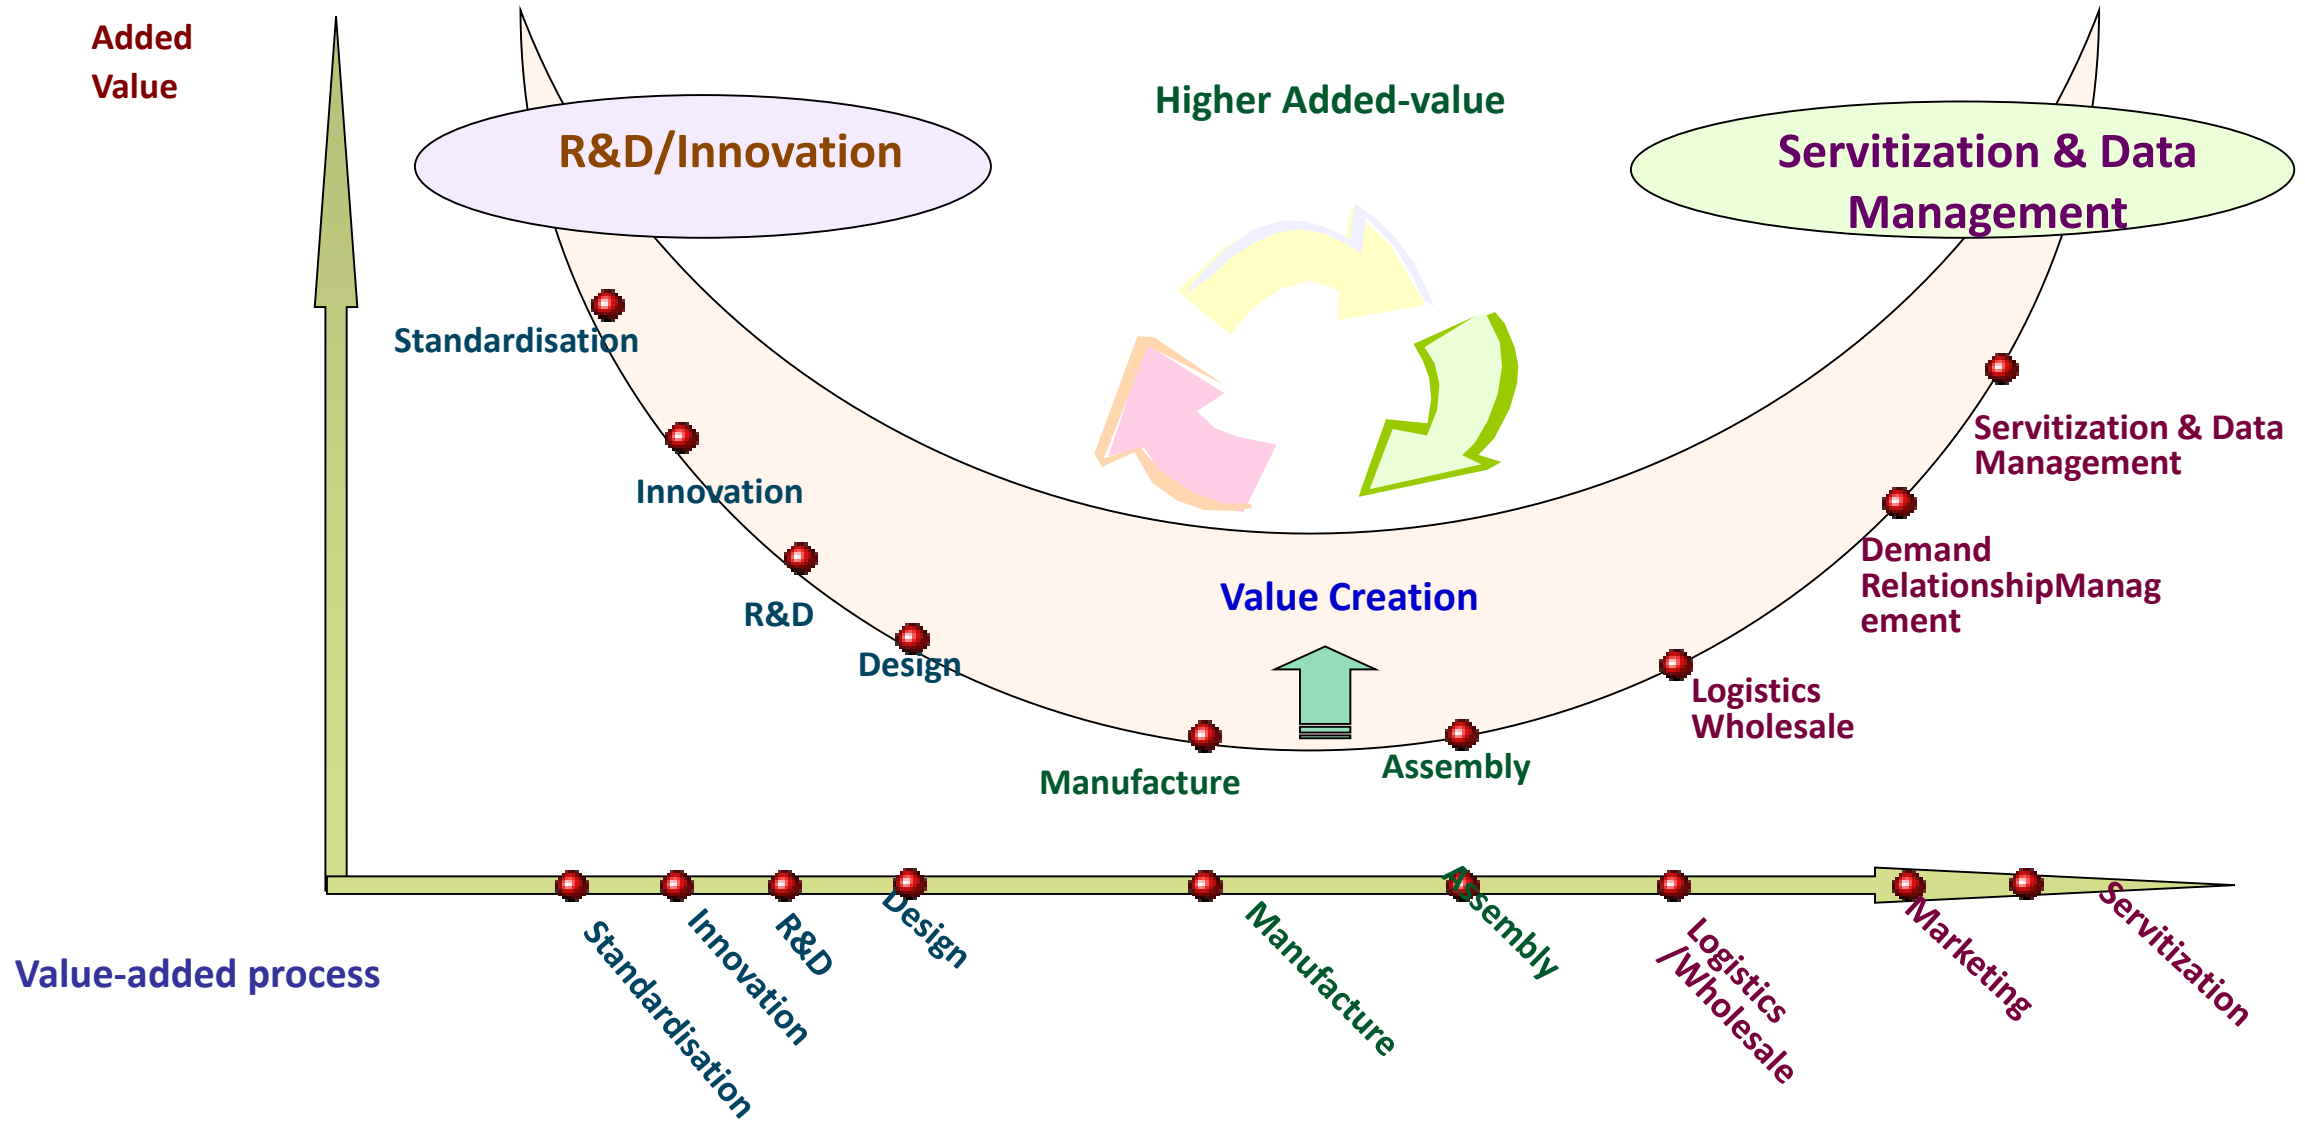 Added
Value
Higher Added-value
R&D/Innovation
Servitization & Data
Management
Standardisation
Innovation
R&D
Design
Manufacture
Value Creation
Assembly
Logistics
Wholesale
Demand
RelationshipManag
ement
Servitization & Data
Management
Value-added process
Standardisation
Innovation
R&D
Design
Manufacture
Assembly
Logistics
/Wholesale
Marketing
Servitization